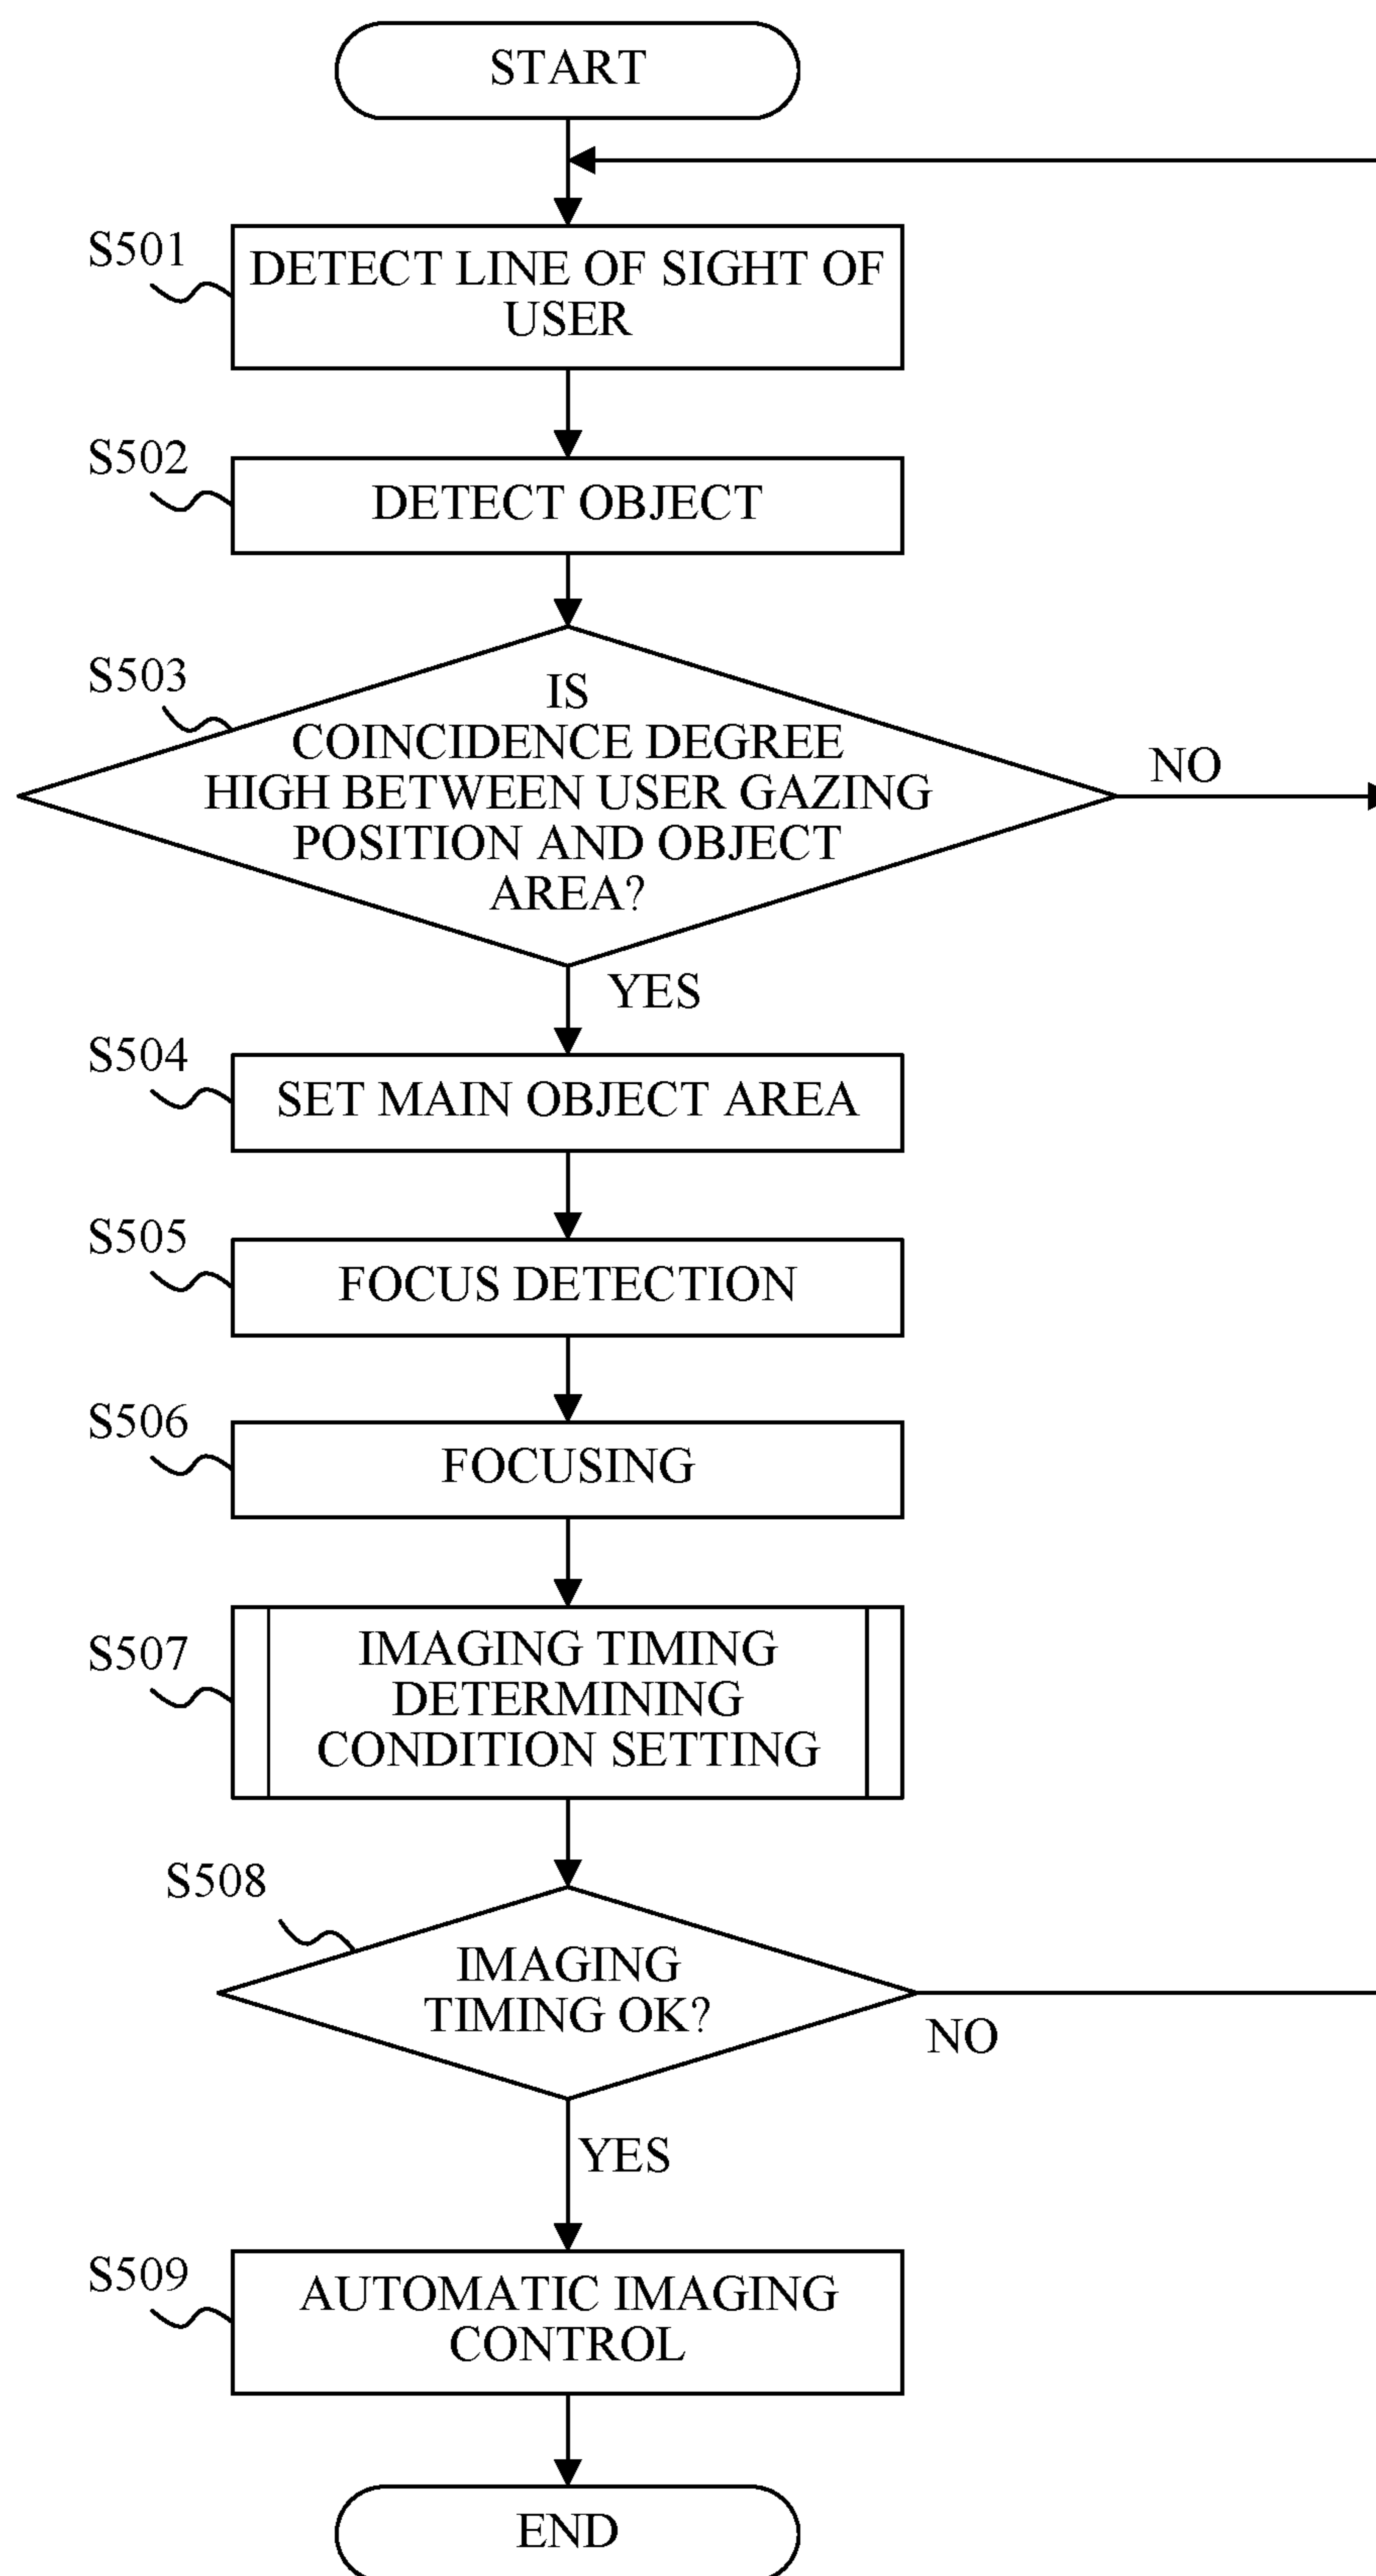 START
S501
DETECT LINE OF SIGHT OF
USER
S502
DETECT OBJECT
S503
IS
COINCIDENCE DEGREE
HIGH BETWEEN USER GAZING
POSITION AND OBJECT
AREA?
NO
YES
S504
SET MAIN OBJECT AREA
S505
FOCUS DETECTION
S506
FOCUSING
S507
IMAGING TIMING
DETERMINING
CONDITION SETTING
S508
IMAGING
TIMING OK?
NO
YES
S509
AUTOMATIC IMAGING
CONTROL
END